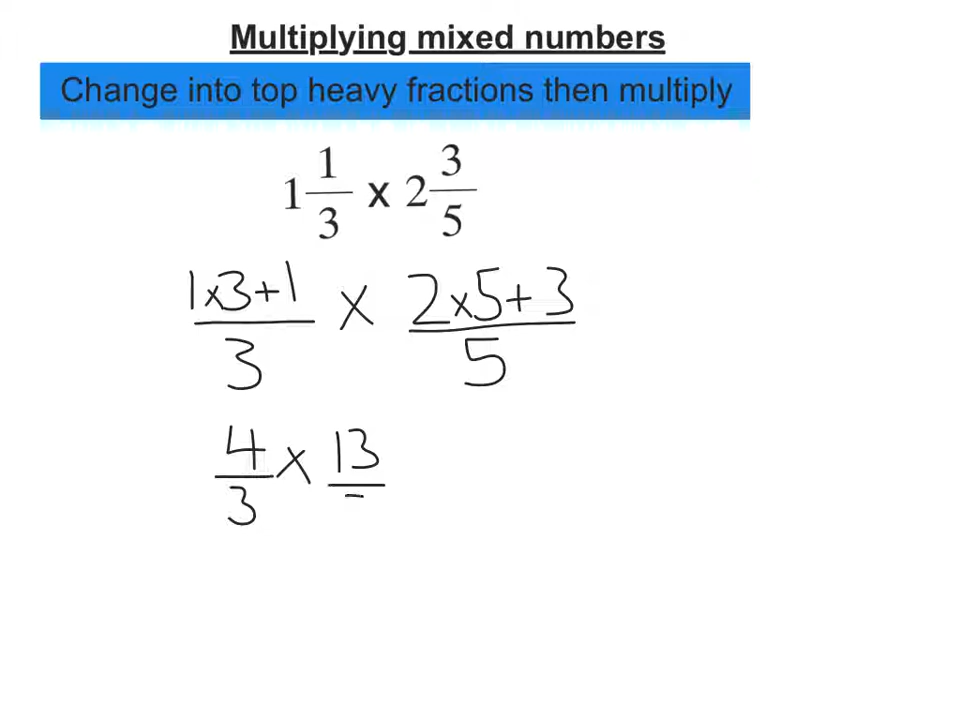 Multiplying mixed numbers
Change into top heavy fractions then multiply
1 1/3 x 2 3/5
1x3+1/3 x 2x5+3/5
4/3 x 13/